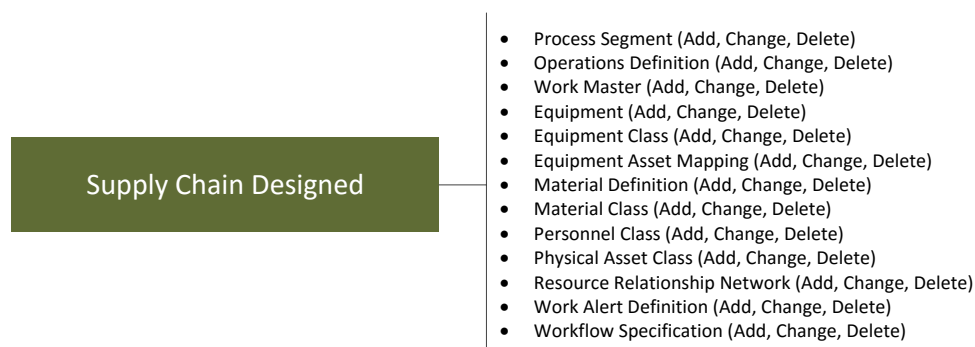 Supply Chain Designed
• Process Segment (Add, Change, Delete)
• Operations Definition (Add, Change, Delete)
• Work Master (Add, Change, Delete)
• Equipment (Add, Change, Delete)
• Equipment Class (Add, Change, Delete)
• Equipment Asset Mapping (Add, Change, Delete)
• Material Definition (Add, Change, Delete)
• Material Class (Add, Change, Delete)
• Personnel Class (Add, Change, Delete)
• Physical Asset Class (Add, Change, Delete)
• Resource Relationship Network (Add, Change, Delete)
• Work Alert Definition (Add, Change, Delete)
• Workflow Specification (Add, Change, Delete)